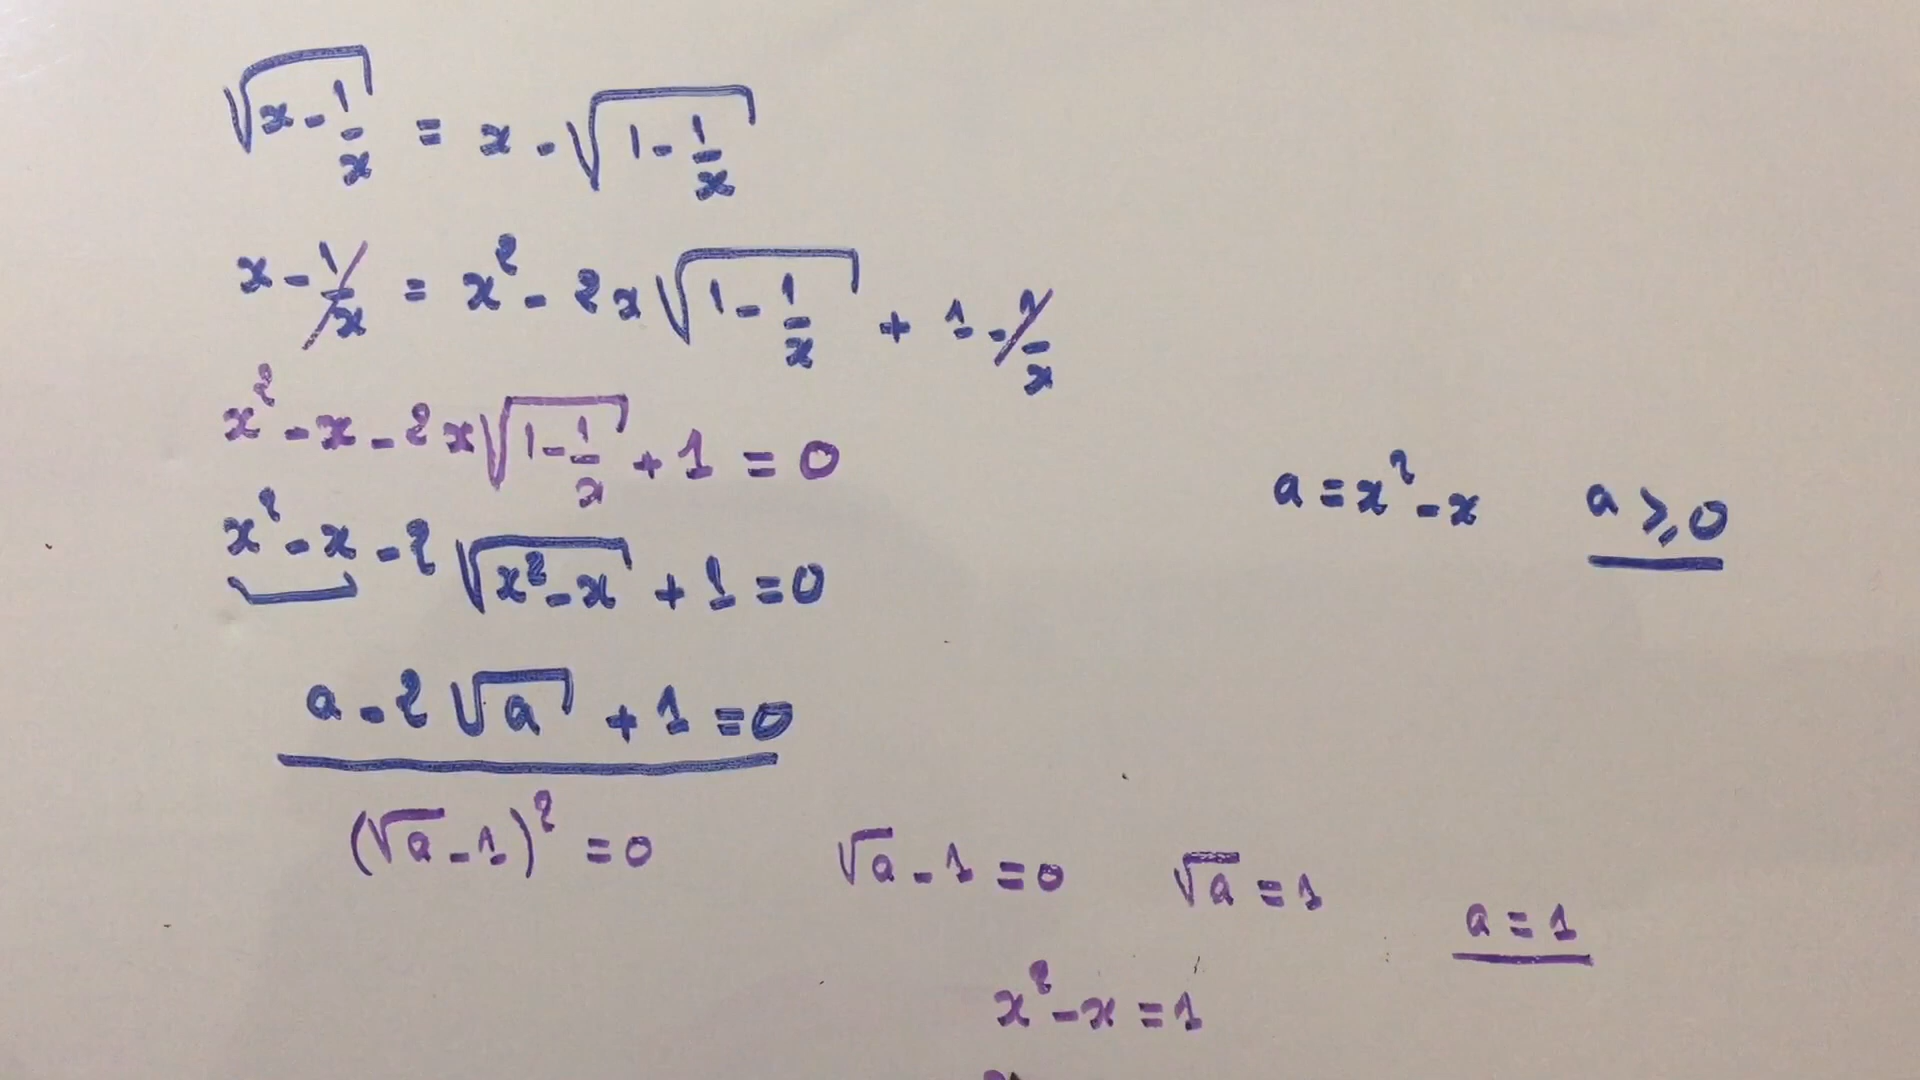 √(x - 1/x) = x - √(1 - 1/x)
x - 1/x = x² - 2x√(1 - 1/x) + 1 - 1/x
x² - x - 2x√(1 - 1/x) + 1 = 0
a = x² - x a ≥ 0
x² - x - 2√(x² - x) + 1 = 0
a - 2√a + 1 = 0
(√a - 1)² = 0 √a - 1 = 0 √a = 1 a = 1
x² - x = 1